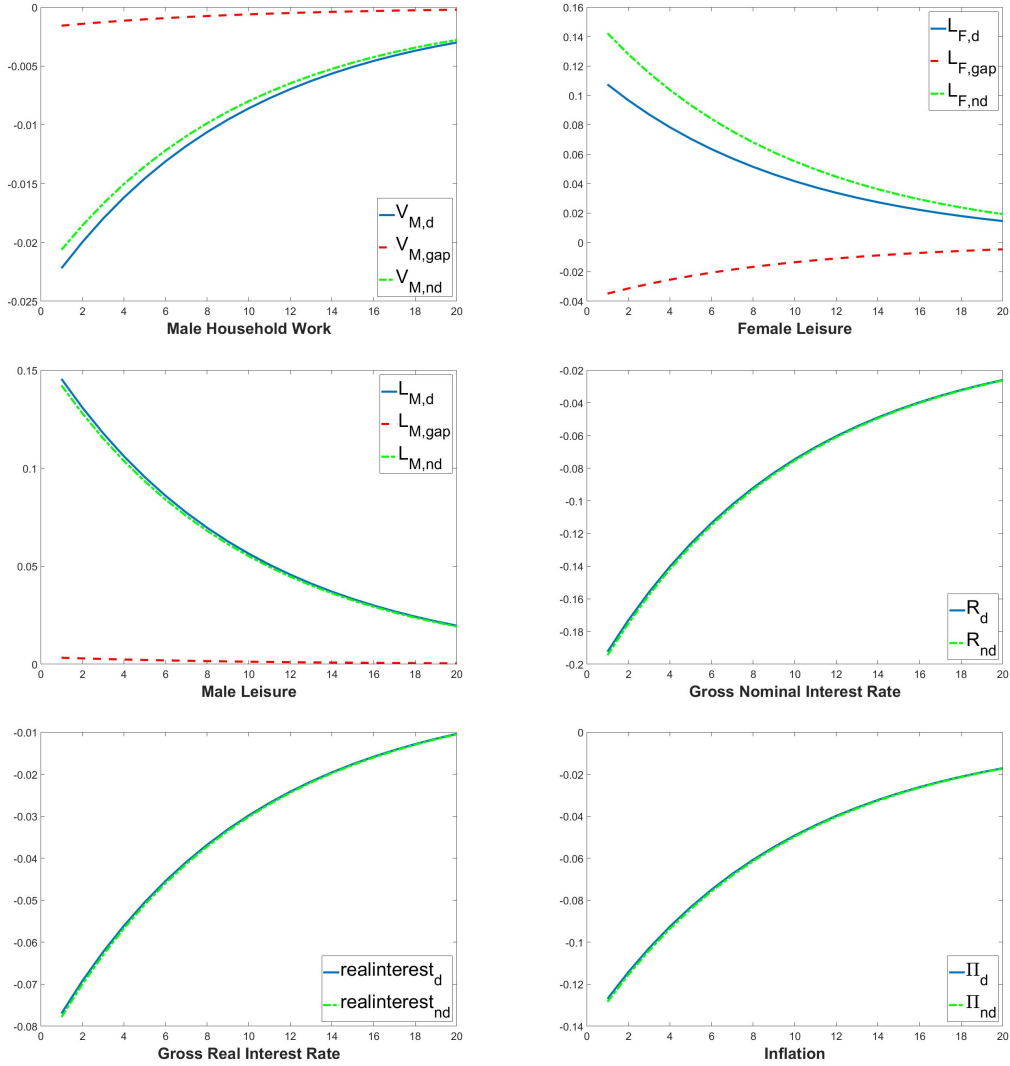 0
-0.005
-0.01
-0.015
-0.02
-0.025
V_M,d
V_M,gap
V_M,nd
0 2 4 6 8 10 12 14 16 18 20
Male Household Work
0.16
0.14
0.12
0.1
0.08
0.06
0.04
0.02
0
-0.02
-0.04
L_F,d
L_F,gap
L_F,nd
0 2 4 6 8 10 12 14 16 18 20
Female Leisure
0.15
0.1
0.05
0
L_M,d
L_M,gap
L_M,nd
0 2 4 6 8 10 12 14 16 18 20
Male Leisure
-0.02
-0.04
-0.06
-0.08
-0.1
-0.12
-0.14
-0.16
-0.18
-0.2
R_d
R_nd
0 2 4 6 8 10 12 14 16 18 20
Gross Nominal Interest Rate
-0.01
-0.02
-0.03
-0.04
-0.05
-0.06
-0.07
-0.08
realinterest_d
realinterest_nd
0 2 4 6 8 10 12 14 16 18 20
Gross Real Interest Rate
0
-0.02
-0.04
-0.06
-0.08
-0.1
-0.12
-0.14
Π_d
Π_nd
0 2 4 6 8 10 12 14 16 18 20
Inflation